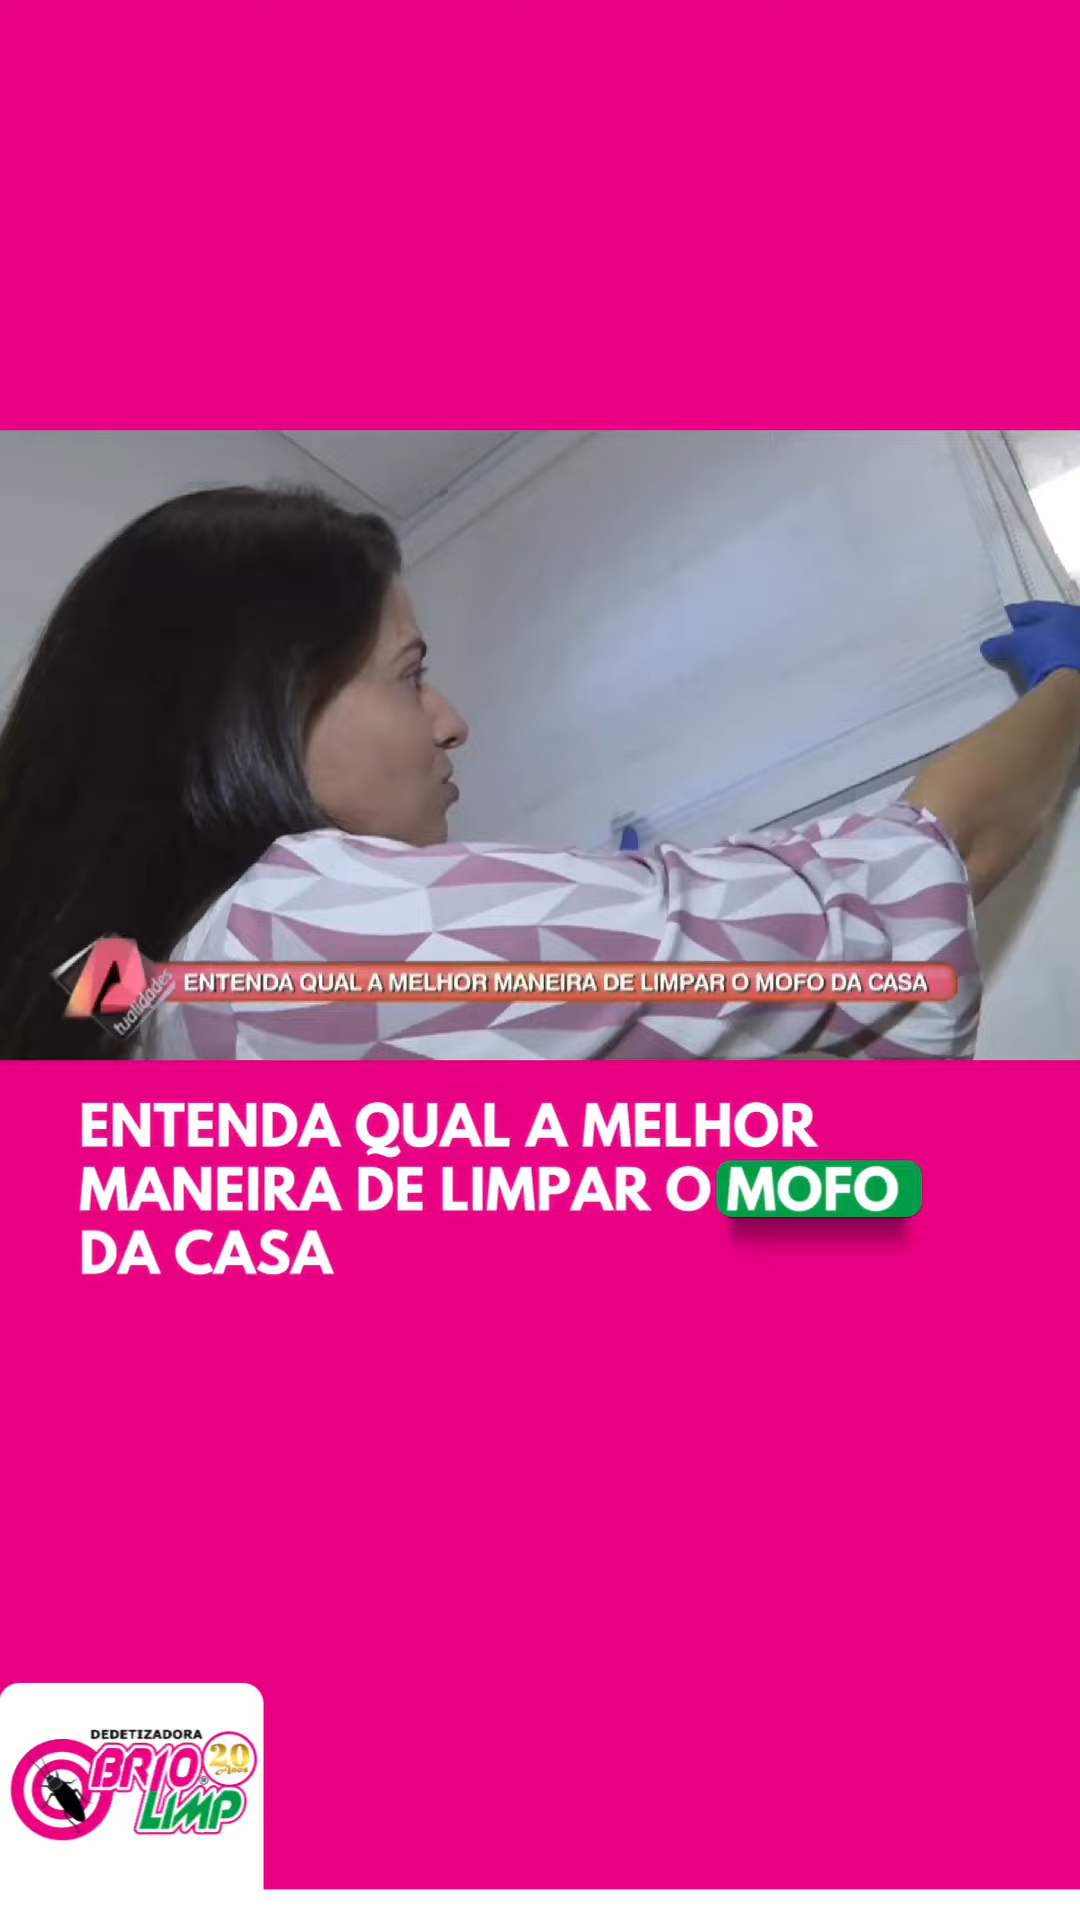 A
tualidades
ENTENDA QUAL A MELHOR MANEIRA DE LIMPAR O MOFO DA CASA
ENTENDA QUAL A MELHOR
MANEIRA DE LIMPAR O MOFO
DA CASA
DEDETIZADORA
BRIO® 20
Anos
LIMP